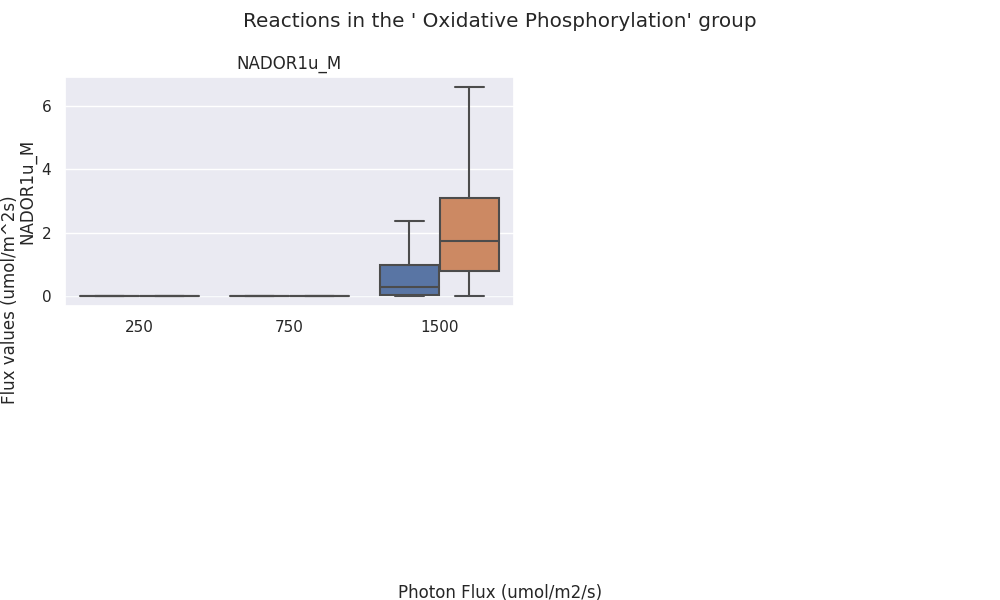 Reactions in the ' Oxidative Phosphorylation' group
NADOR1u_M
Flux values (umol/m^2s)
NADOR1u_M
6
4
2
0
250 750 1500
Photon Flux (umol/m2/s)